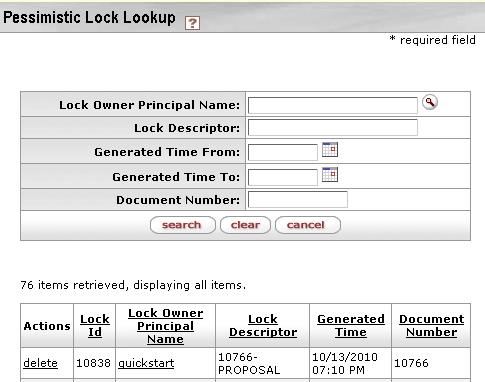 Pessimistic Lock Lookup ?
* required field
Lock Owner Principal Name:
Lock Descriptor:
Generated Time From:
Generated Time To:
Document Number:
search clear cancel
76 items retrieved, displaying all items.
Actions Lock Id Lock Owner Principal Name Lock Descriptor Generated Time Document Number
delete 10838 quickstart 10766-PROPOSAL 10/13/2010 07:10 PM 10766